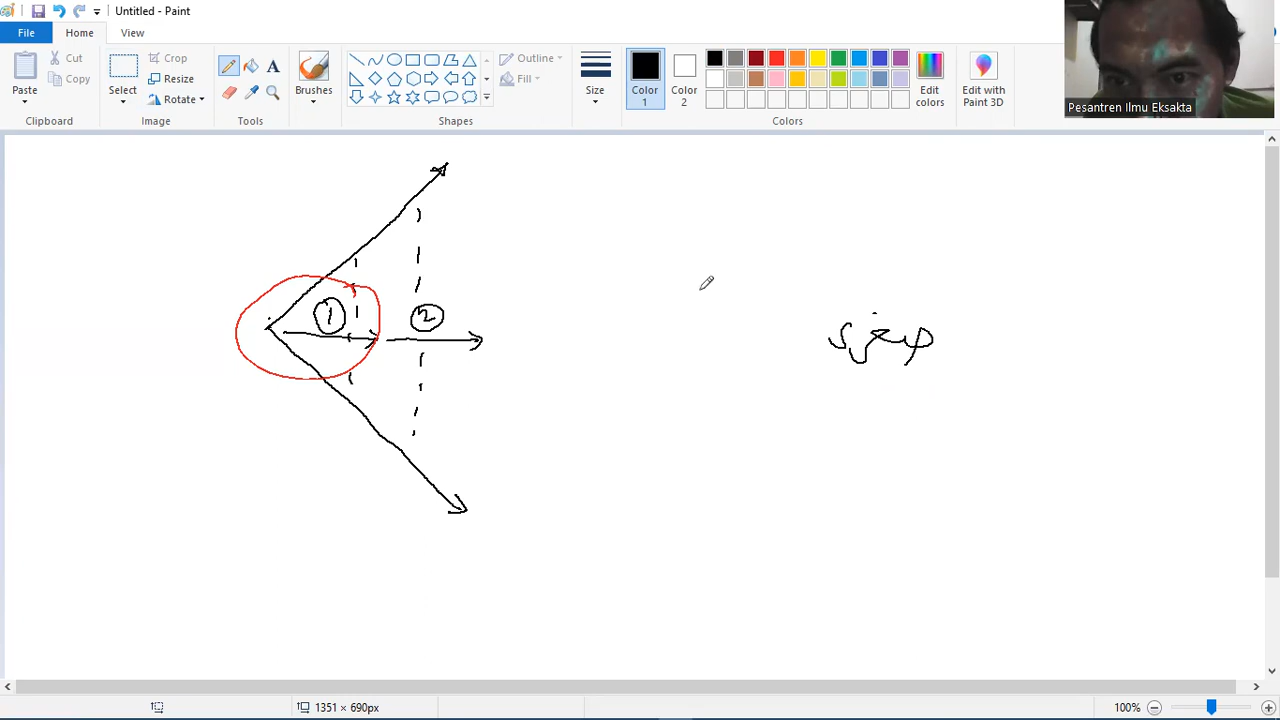 Untitled - Paint
File
Home
View
Paste
Cut
Copy
Clipboard
Select
Crop
Resize
Rotate
Image
A
Tools
Brushes
Shapes
Outline
Fill
Size
Color
1
Color
2
Colors
Edit
colors
Edit with
Paint 3D
Pesantren Ilmu Eksakta
1
2
1351 × 690px
100%